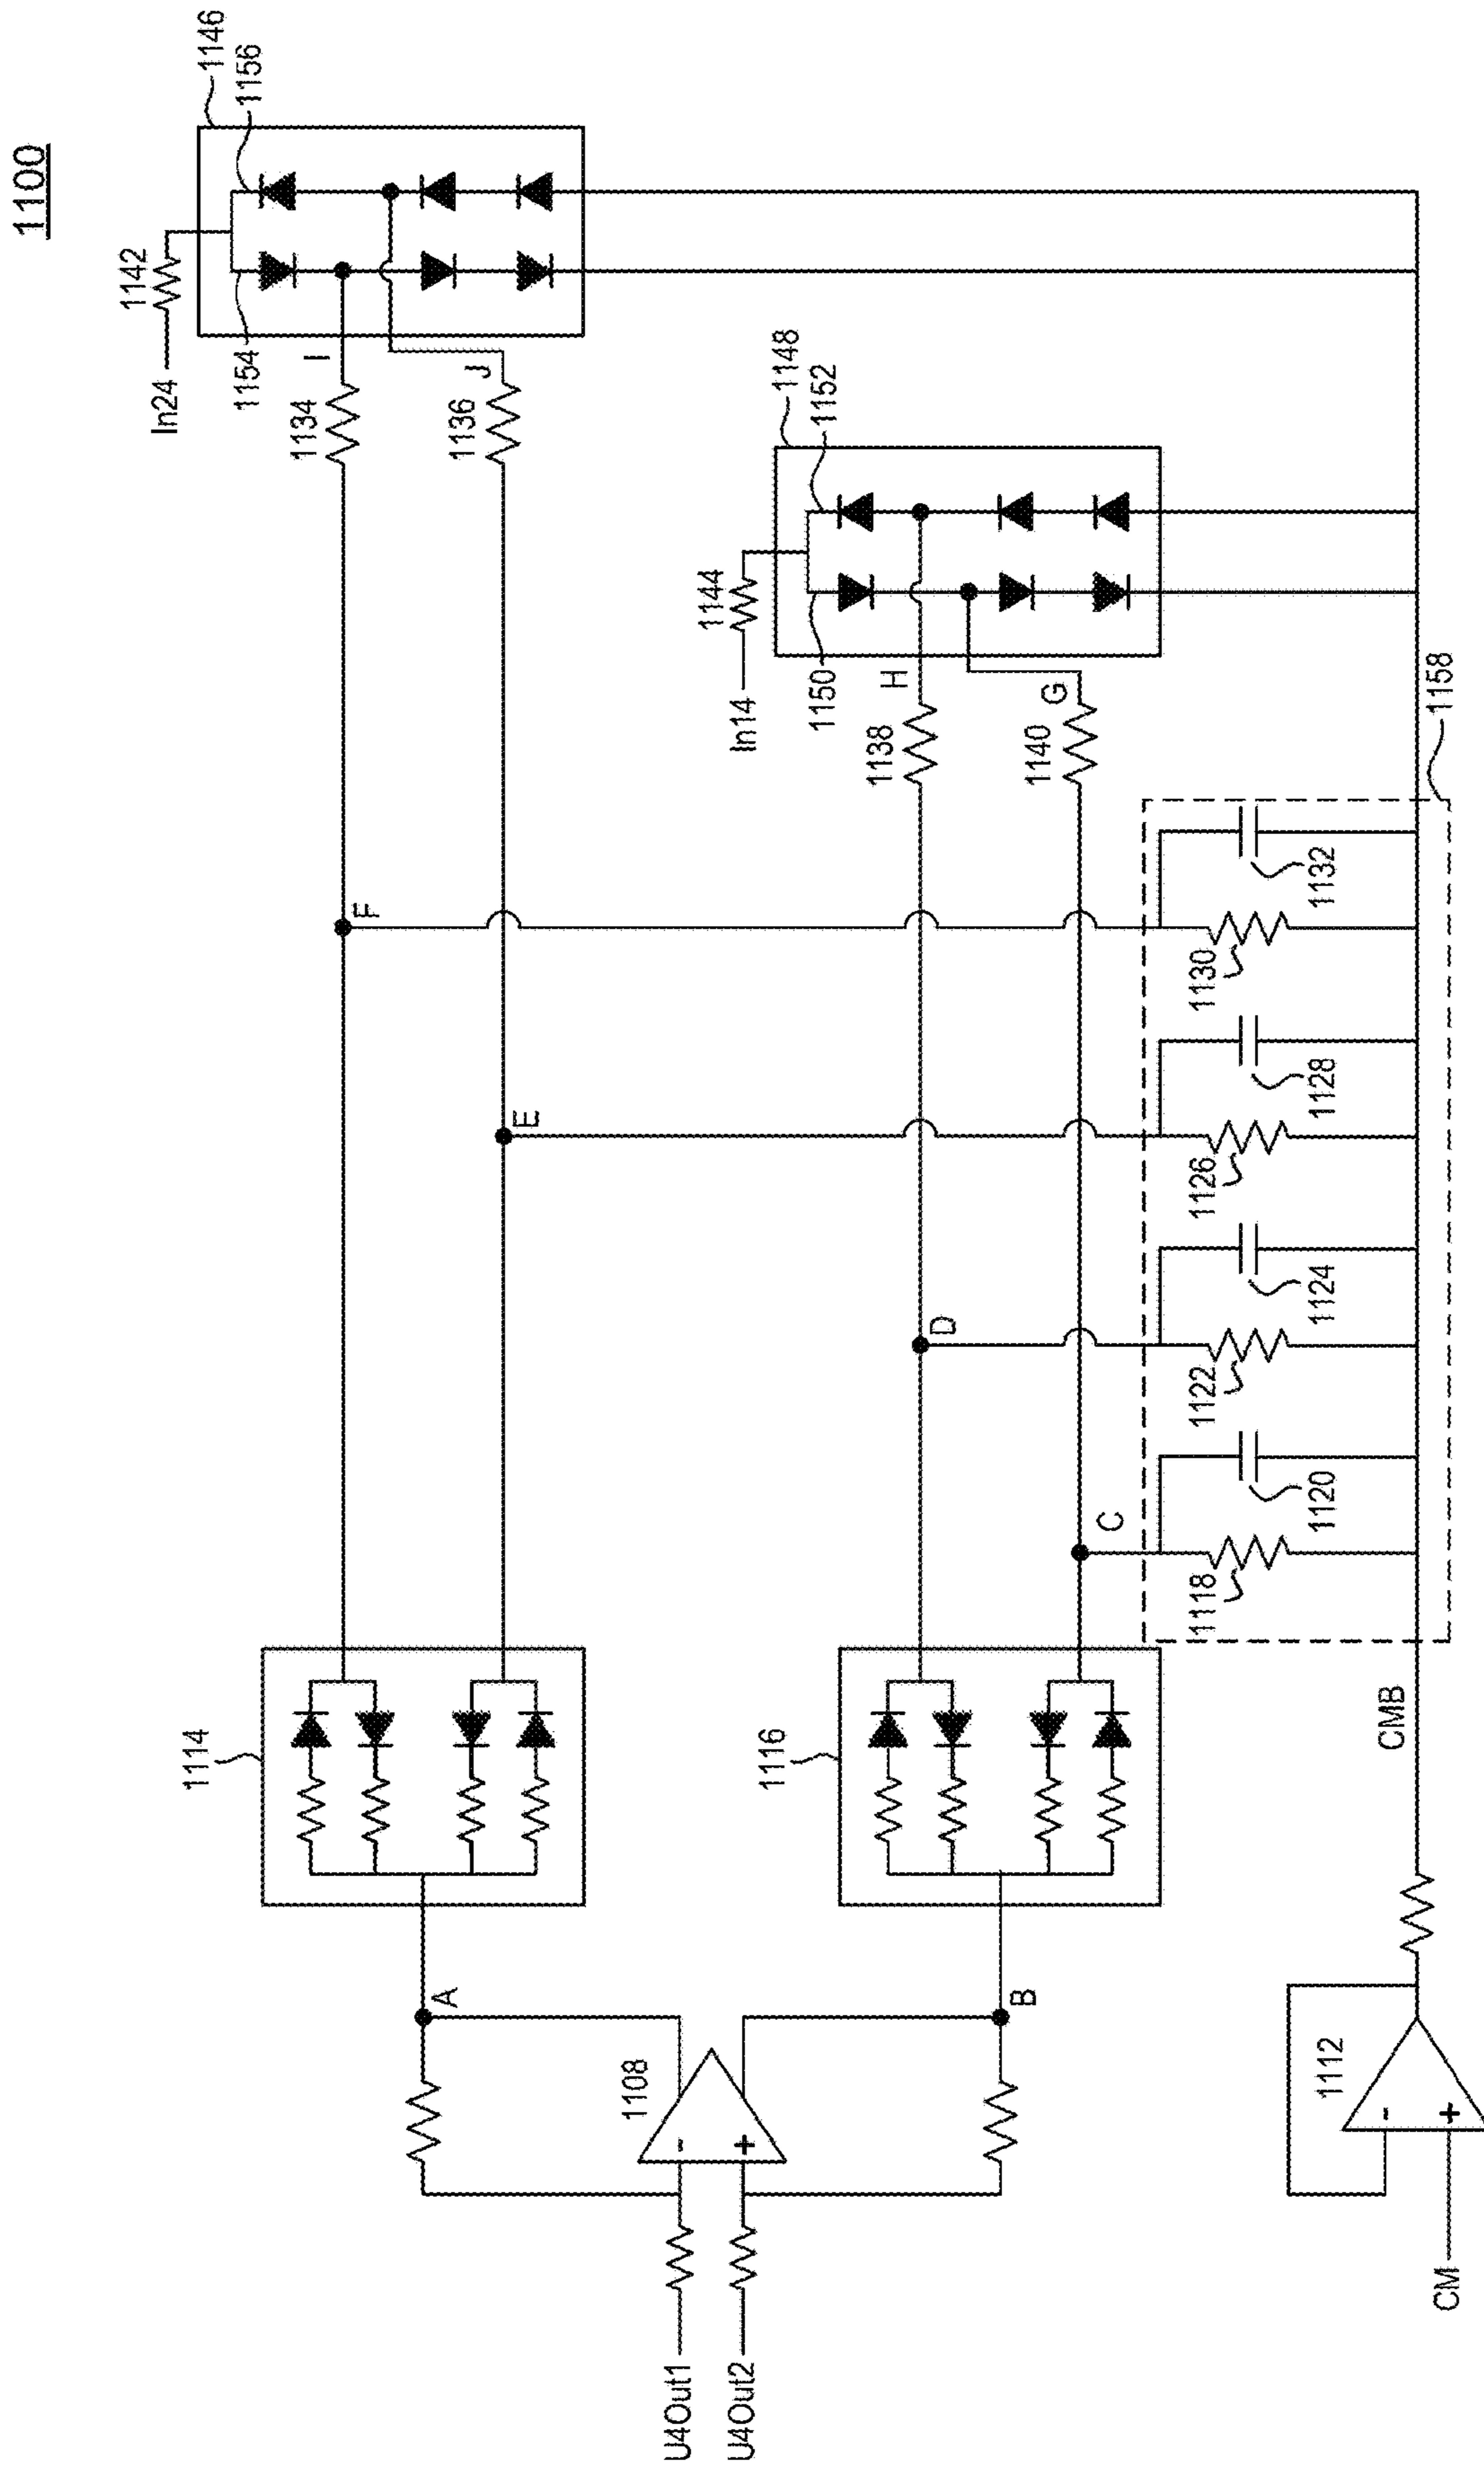 1100
1146
1156
1142
In24
1154
I
J
1134
1136
1148
1152
1144
In14
1150
H
G
1138
1140
1158
F
E
D
C
1132
1130
1128
1126
1124
1122
1120
1118
1114
1116
CMB
A
B
1108
-
+
1112
-
+
U4Out1
U4Out2
CM